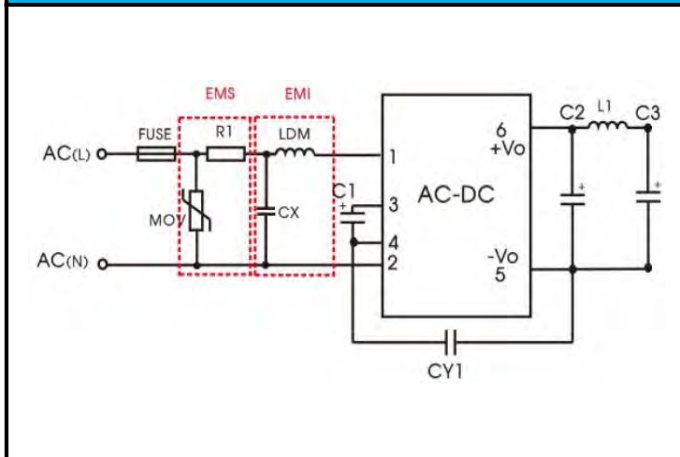 EMS
EMI
FUSE
R1
LDM
C2
L1
C3
AC(L)
1
6
+Vo
MOV
CX
C1
+
3
AC-DC
+
+
4
AC(N)
2
-Vo
5
CY1